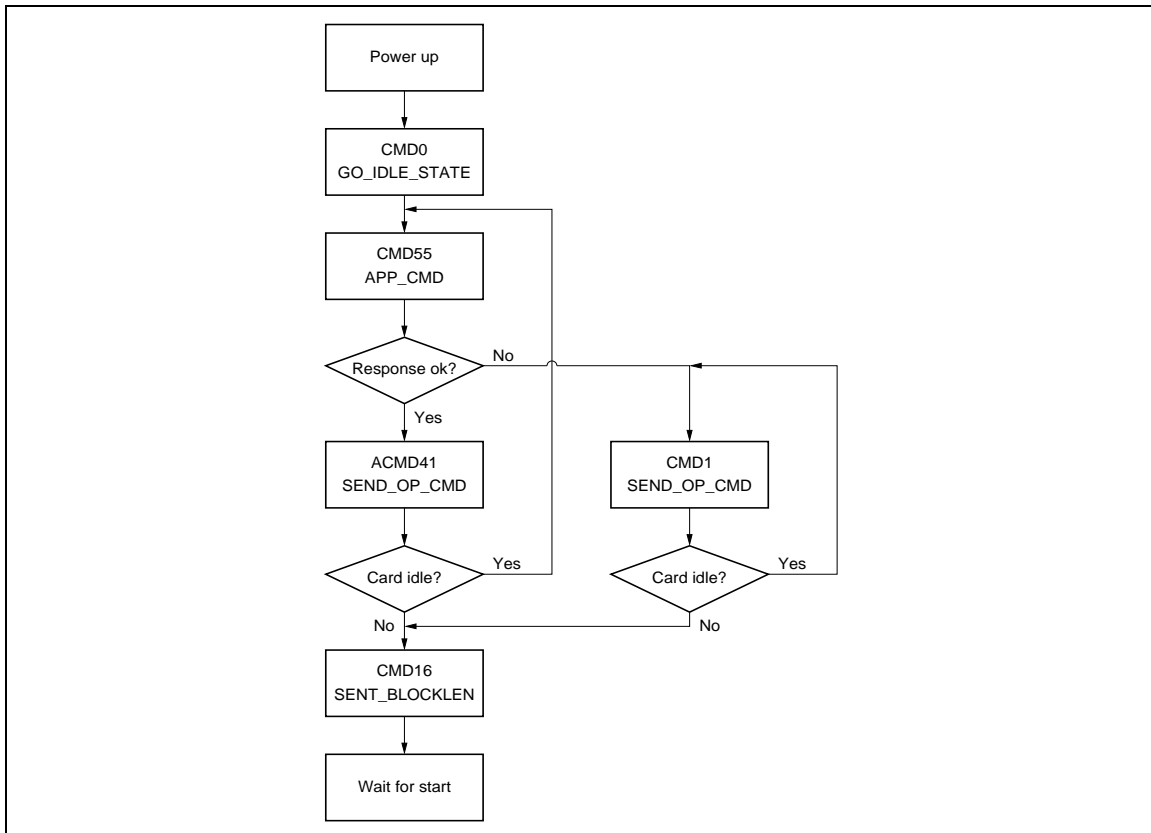 Power up
CMD0
GO_IDLE_STATE
CMD55
APP_CMD
Response ok?
No
Yes
ACMD41
SEND_OP_CMD
CMD1
SEND_OP_CMD
Card idle?
Yes
Card idle?
Yes
No
No
CMD16
SENT_BLOCKLEN
Wait for start